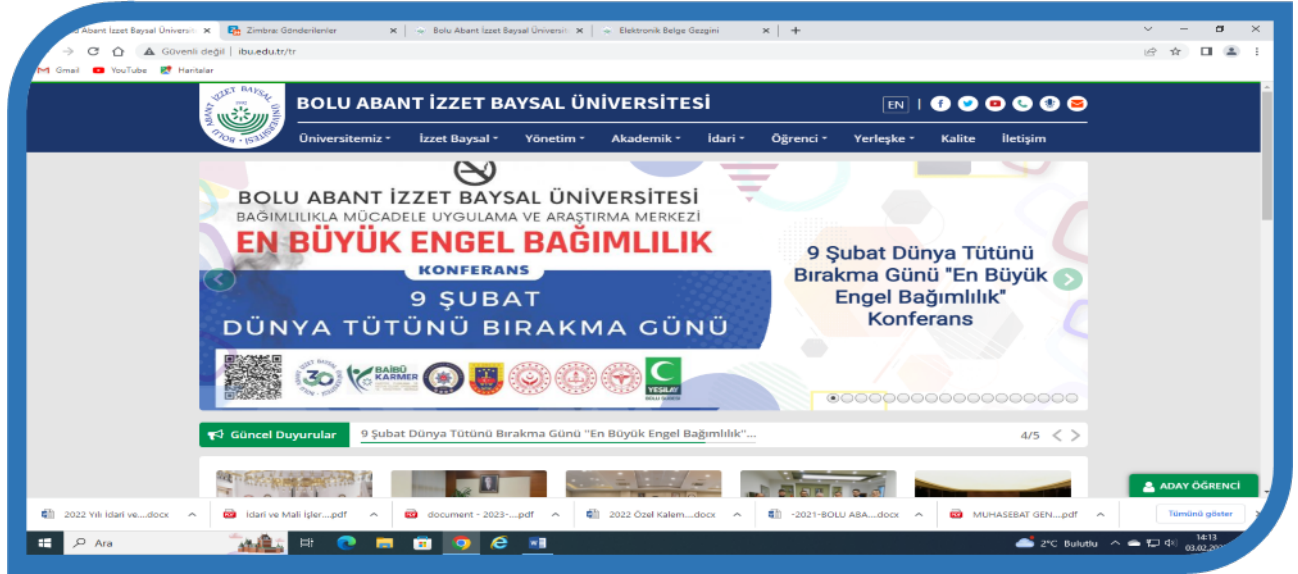 Abant İzzet Baysal Üniversit
Zimbra: Gönderilenler
Bolu Abant İzzet Baysal Üniversit
Elektronik Belge Gezgini
Güvenli değil | ibu.edu.tr/tr
Gmail YouTube Haritalar
BOLU ABANT İZZET BAYSAL ÜNİVERSİTESİ
EN
Üniversitemiz İzzet Baysal Yönetim Akademik İdari Öğrenci Yerleşke Kalite İletişim
BOLU ABANT İZZET BAYSAL ÜNİVERSİTESİ
BAĞIMLILIKLA MÜCADELE UYGULAMA VE ARAŞTIRMA MERKEZİ
EN BÜYÜK ENGEL BAĞIMLILIK
KONFERANS
9 ŞUBAT
DÜNYA TÜTÜNÜ BIRAKMA GÜNÜ
30
BAİBÜ
KARMER
YEŞİLAY
9 Şubat Dünya Tütünü
Bırakma Günü "En Büyük
Engel Bağımlılık"
Konferans
Güncel Duyurular
9 Şubat Dünya Tütünü Bırakma Günü "En Büyük Engel Bağımlılık"...
4/5
ADAY ÖĞRENCİ
2022 Yılı İdari ve....docx
İdari ve Mali İşler....pdf
document - 2023-....pdf
2022 Özel Kalem....docx
-2021-BOLU ABA....docx
MUHASEBAT GEN....pdf
Tümünü göster
Ara
2°C Bulutlu
14:13